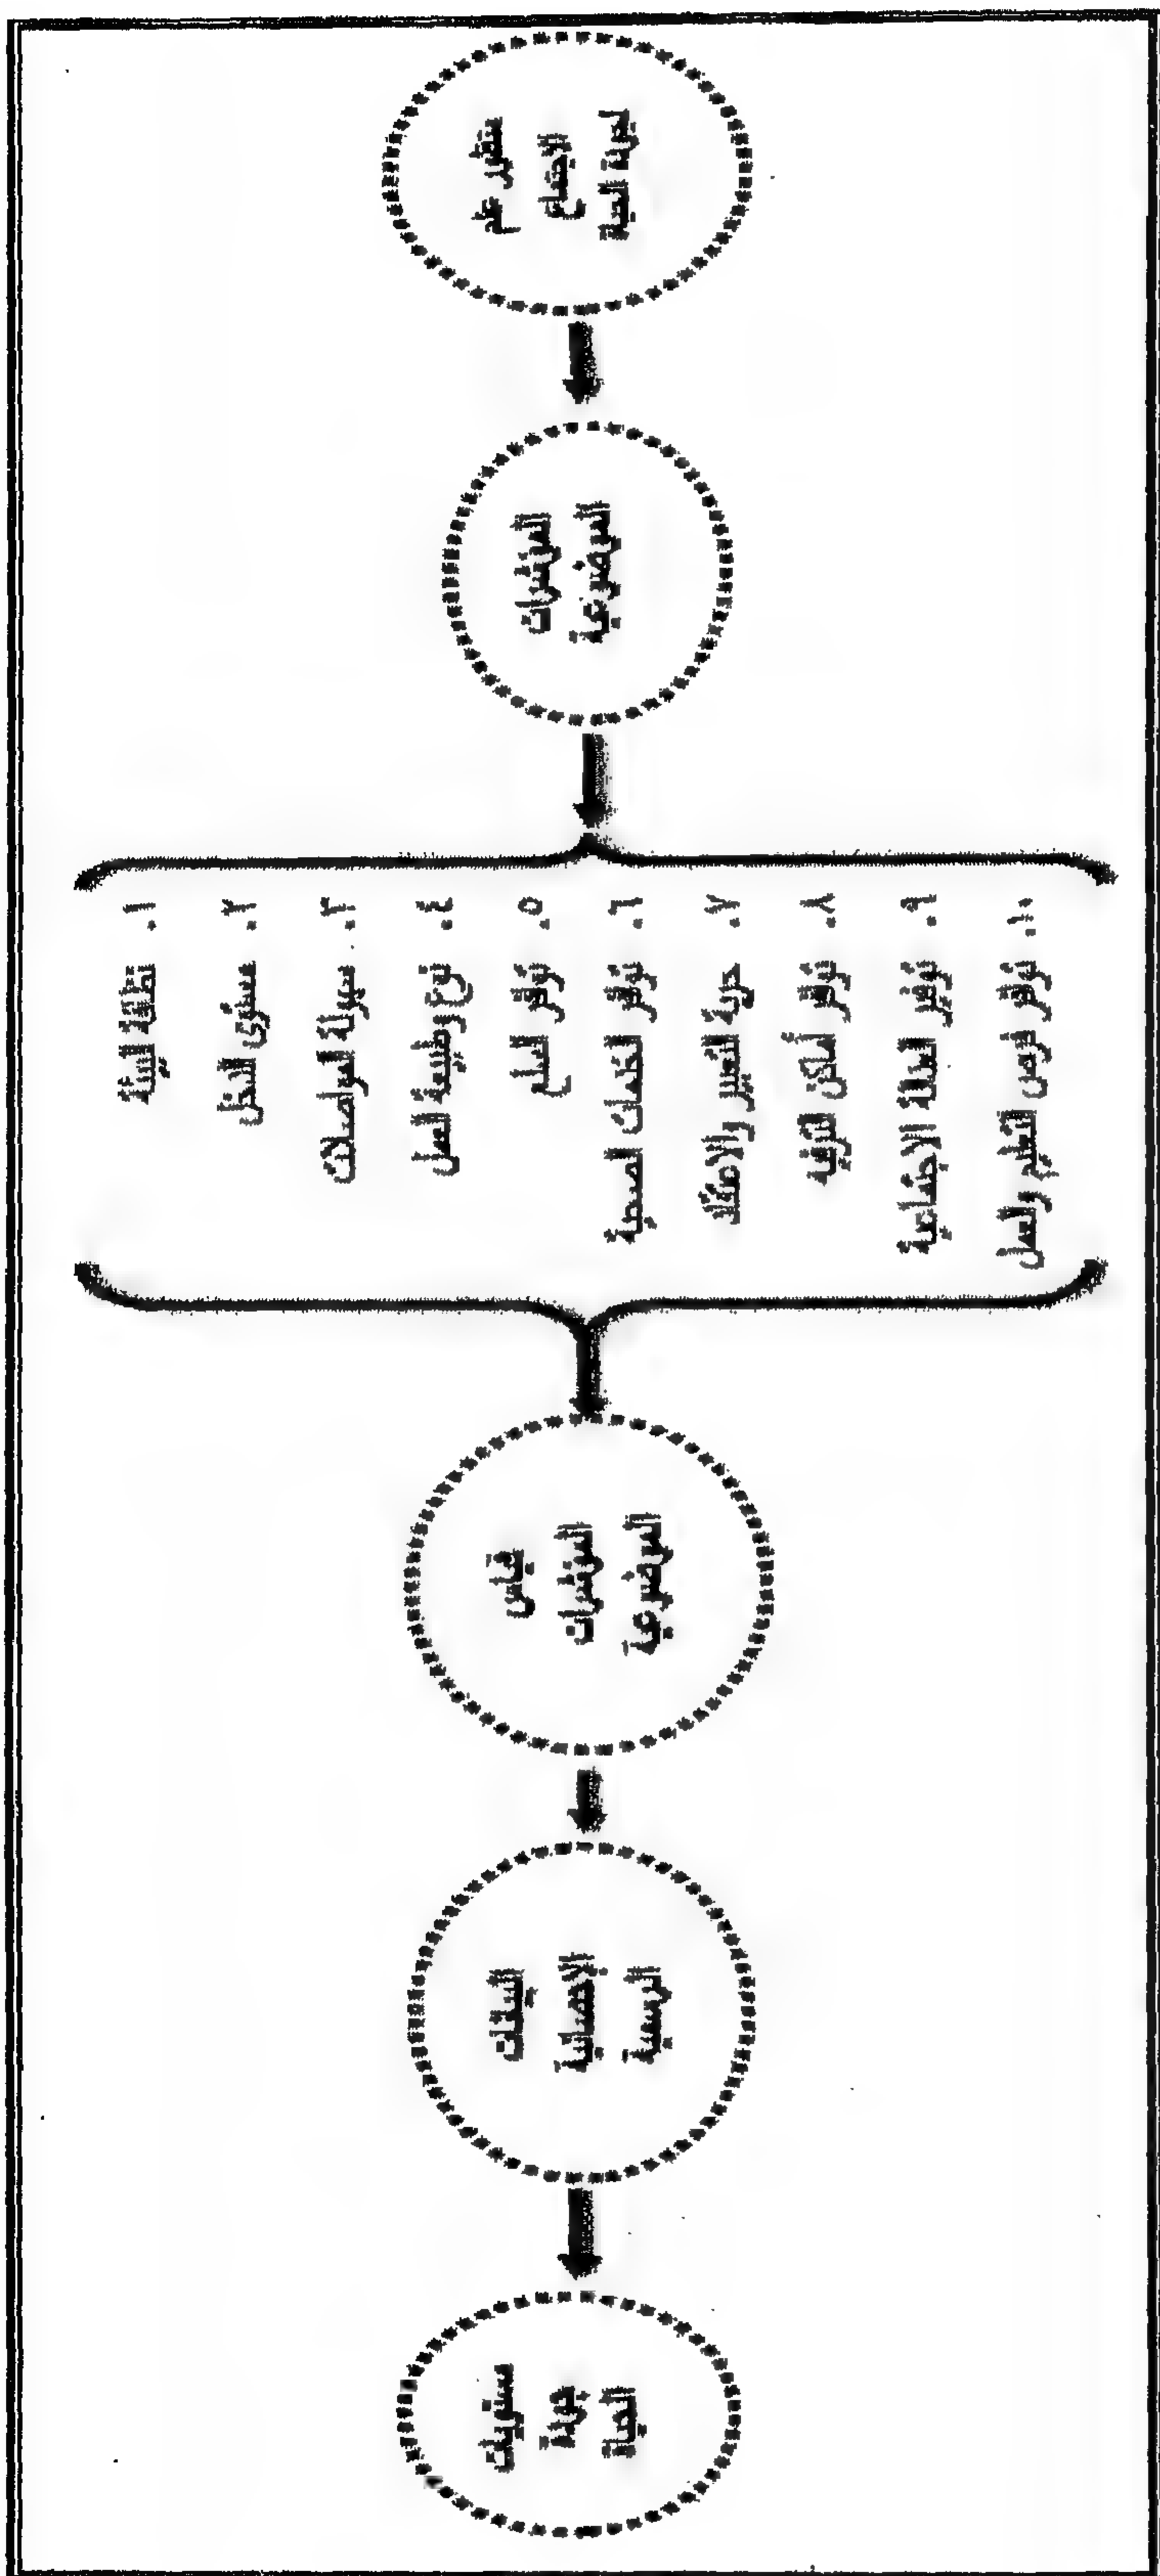 منظور علم
الاجتماع
لجودة الحياة
المؤشرات
الموضوعية
١. نظافة البيئة
٢. مستوى الدخل
٣. سهولة المواصلات
٤. نوع وطبيعة العمل
٥. توفر السلع
٦. توفر الخدمات الصحية
٧. حرية التعبير والاعتقاد
٨. توفر أماكن الترفيه
٩. توفير العدالة الاجتماعية
١٠. توفر فرص التعليم والعمل
قياس
المؤشرات
الموضوعية
البيانات
الإحصائية
الرسمية
مستويات
جودة
الحياة